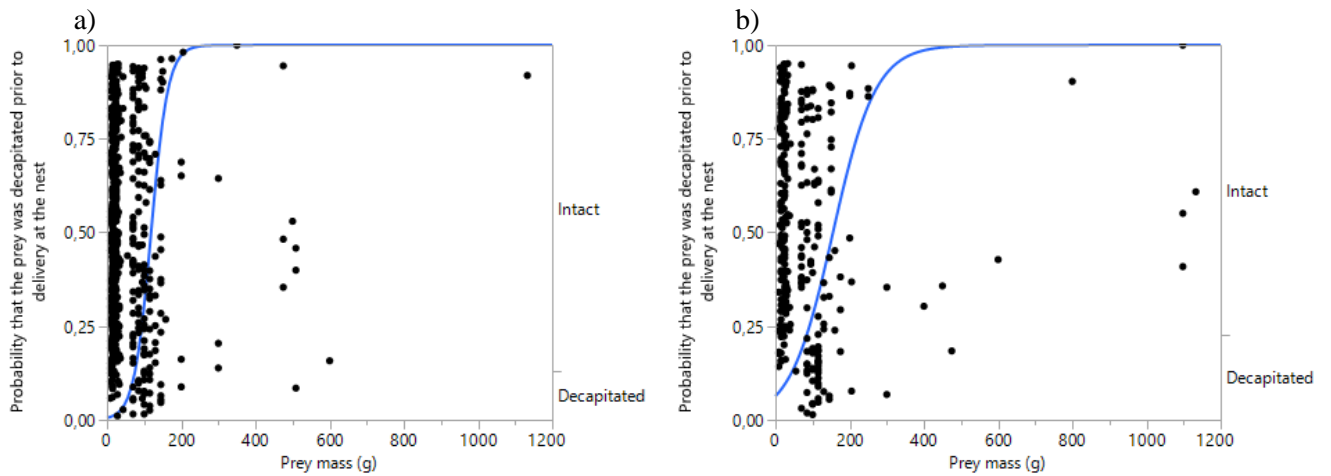 a)
Probability that the prey was decapitated prior to
delivery at the nest
1,00
0,75
0,50
0,25
0,00
0
200
400
600
800
1000
1200
Prey mass (g)
Intact
Decapitated
b)
Probability that the prey was decapitated prior to
delivery at the nest
1,00
0,75
0,50
0,25
0,00
0
200
400
600
800
1000
1200
Prey mass (g)
Intact
Decapitated